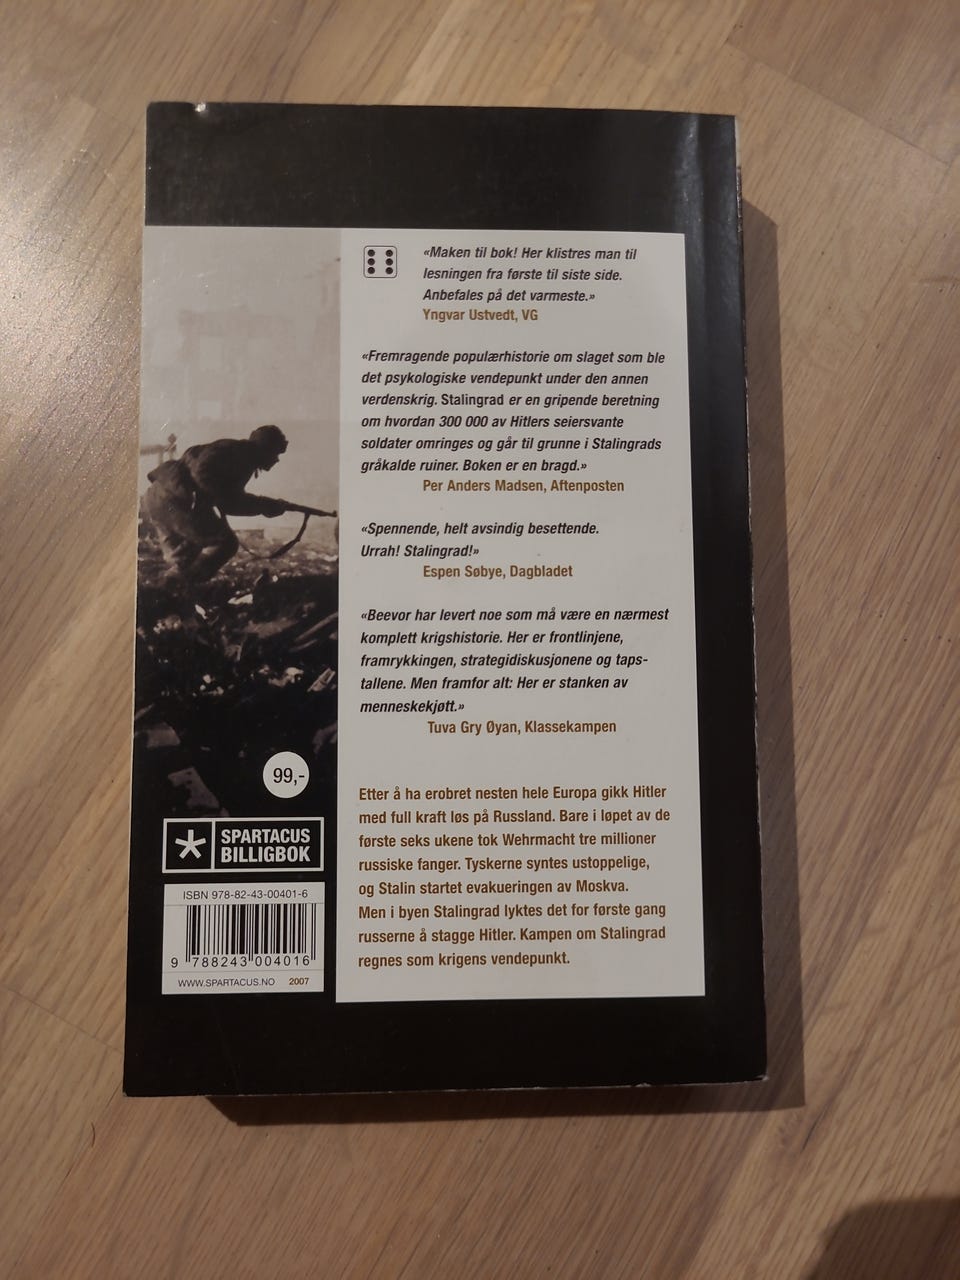 «Maken til bok! Her klistres man til
lesningen fra første til siste side.
Anbefales på det varmeste.»
Yngvar Ustvedt, VG
«Fremragende populærhistorie om slaget som ble
det psykologiske vendepunkt under den annen
verdenskrig. Stalingrad er en gripende beretning
om hvordan 300 000 av Hitlers seiersvante
soldater omringes og går til grunne i Stalingrads
gråkalde ruiner. Boken er en bragd.»
Per Anders Madsen, Aftenposten
«Spennende, helt avsindig besettende.
Urrah! Stalingrad!»
Espen Søbye, Dagbladet
«Beevor har levert noe som må være en nærmest
komplett krigshistorie. Her er frontlinjene,
framrykkingen, strategidiskusjonene og taps-
tallene. Men framfor alt: Her er stanken av
menneskekjøtt.»
Tuva Gry Øyan, Klassekampen
Etter å ha erobret nesten hele Europa gikk Hitler
med full kraft løs på Russland. Bare i løpet av de
første seks ukene tok Wehrmacht tre millioner
russiske fanger. Tyskerne syntes ustoppelige,
og Stalin startet evakueringen av Moskva.
Men i byen Stalingrad lyktes det for første gang
russerne å stagge Hitler. Kampen om Stalingrad
regnes som krigens vendepunkt.
99,-
SPARTACUS
BILLIGBOK
ISBN 978-82-43-00401-6
9 788243 004016
WWW.SPARTACUS.NO 2007